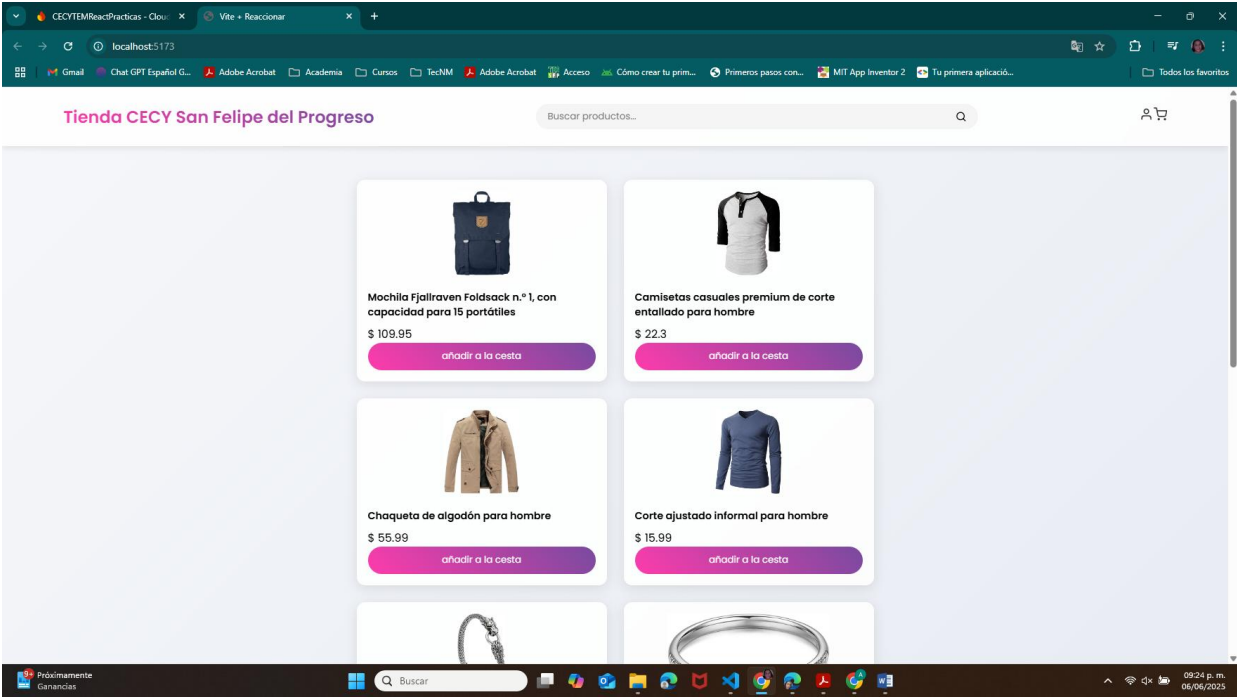 CECYTEMReactPracticas - Clouc
Vite + Reaccionar
localhost:5173
Gmail
Chat GPT Español G...
Adobe Acrobat
Academia
Cursos
TecNM
Adobe Acrobat
Acceso
Cómo crear tu prim...
Primeros pasos con...
MIT App Inventor 2
Tu primera aplicació...
Todos los favoritos
Tienda CECY San Felipe del Progreso
Buscar productos...
Mochila Fjallraven Foldsack n.º 1, con
capacidad para 15 portátiles
$ 109.95
añadir a la cesta
Camisetas casuales premium de corte
entallado para hombre
$ 22.3
añadir a la cesta
Chaqueta de algodón para hombre
$ 55.99
añadir a la cesta
Corte ajustado informal para hombre
$ 15.99
añadir a la cesta
9+
Próximamente
Ganancias
Buscar
09:24 p. m.
06/06/2025